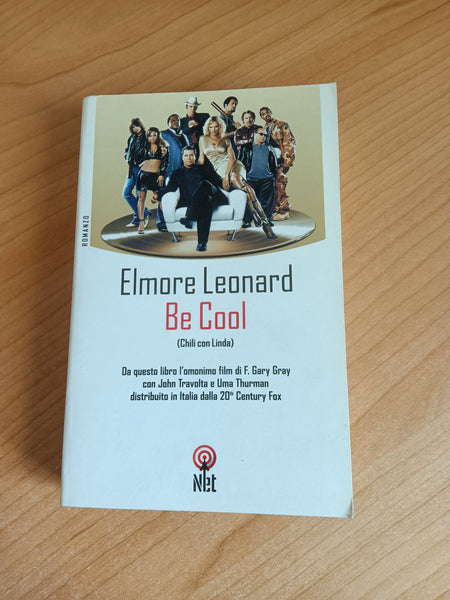 ROMANZO
Elmore Leonard
Be Cool
(Chili con Linda)
Da questo libro l'omonimo film di F. Gary Gray
con John Travolta e Uma Thurman
distribuito in Italia dalla 20th Century Fox
Net